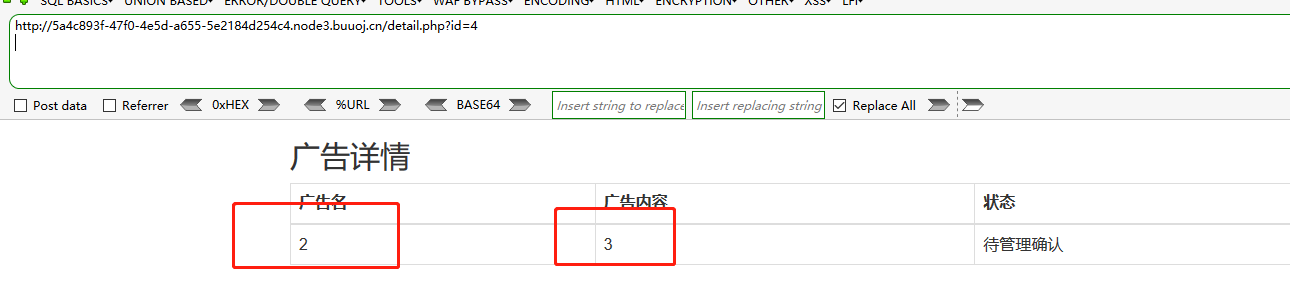 SQL BASICS UNION BASED ERROR/DOUBLE QUERY TOOLS WAF BYPASS ENCODING HTML ENCRYPTION OTHER XSS LFI
http://5a4c893f-47f0-4e5d-a655-5e2184d254c4.node3.buuoj.cn/detail.php?id=4
Post data Referrer 0xHEX %URL BASE64 Insert string to replace Insert replacing string Replace All
广告详情
广告名 广告内容 状态
2 3 待管理确认